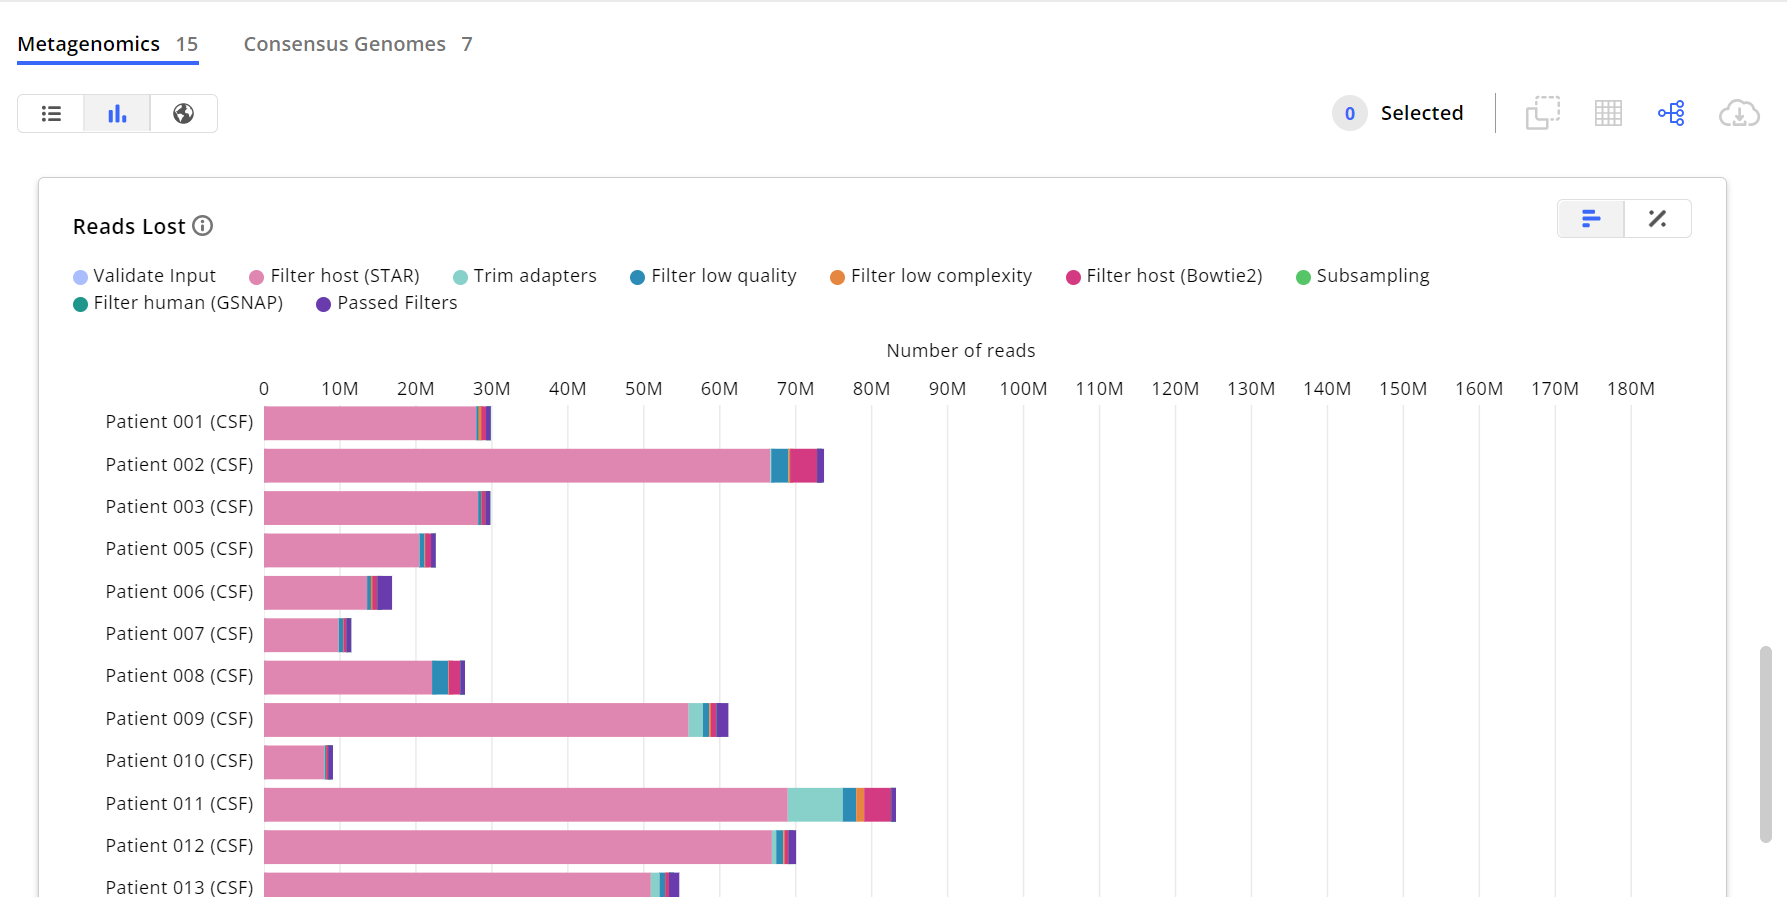 Metagenomics 15 Consensus Genomes 7
0 Selected
Reads Lost
Validate Input Filter host (STAR) Trim adapters Filter low quality Filter low complexity Filter host (Bowtie2) Subsampling
Filter human (GSNAP) Passed Filters
Number of reads
0 10M 20M 30M 40M 50M 60M 70M 80M 90M 100M 110M 120M 130M 140M 150M 160M 170M 180M
Patient 001 (CSF)
Patient 002 (CSF)
Patient 003 (CSF)
Patient 005 (CSF)
Patient 006 (CSF)
Patient 007 (CSF)
Patient 008 (CSF)
Patient 009 (CSF)
Patient 010 (CSF)
Patient 011 (CSF)
Patient 012 (CSF)
Patient 013 (CSF)